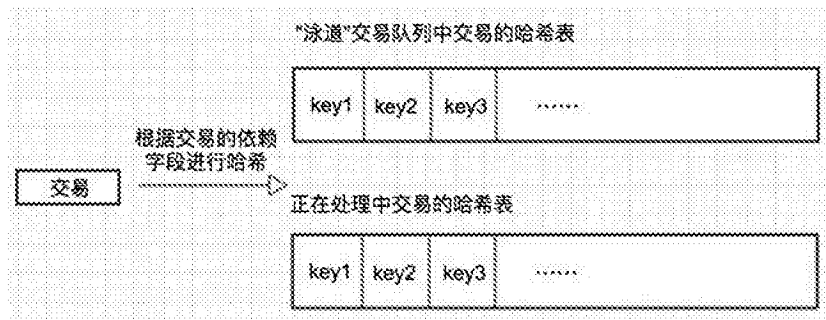 "泳道"交易队列中交易的哈希表
key1 key2 key3 ······
根据交易的依赖
字段进行哈希
交易
正在处理中交易的哈希表
key1 key2 key3 ······